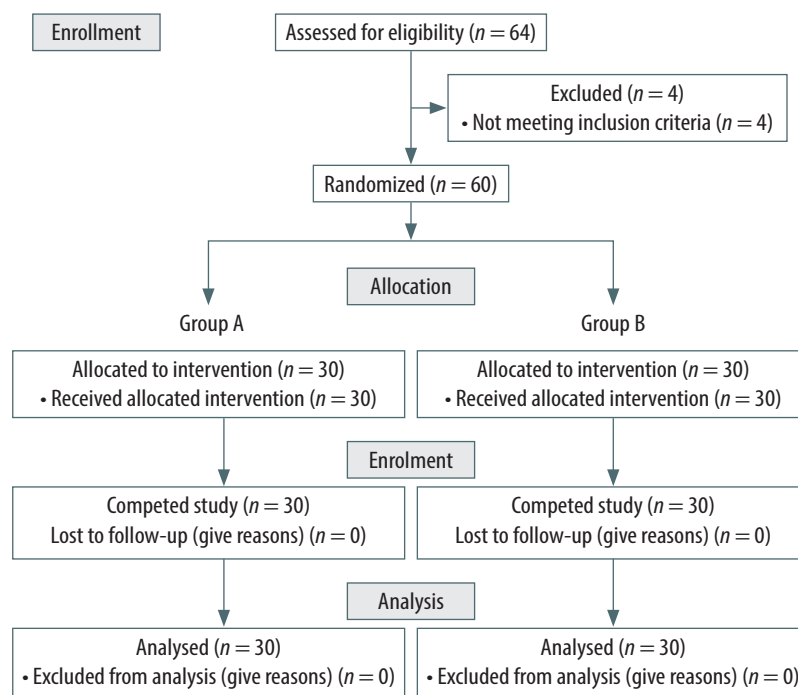 Enrollment
Assessed for eligibility (n = 64)
Excluded (n = 4)
• Not meeting inclusion criteria (n = 4)
Randomized (n = 60)
Allocation
Group A
Group B
Allocated to intervention (n = 30)
• Received allocated intervention (n = 30)
Allocated to intervention (n = 30)
• Received allocated intervention (n = 30)
Enrolment
Competed study (n = 30)
Lost to follow-up (give reasons) (n = 0)
Competed study (n = 30)
Lost to follow-up (give reasons) (n = 0)
Analysis
Analysed (n = 30)
• Excluded from analysis (give reasons) (n = 0)
Analysed (n = 30)
• Excluded from analysis (give reasons) (n = 0)